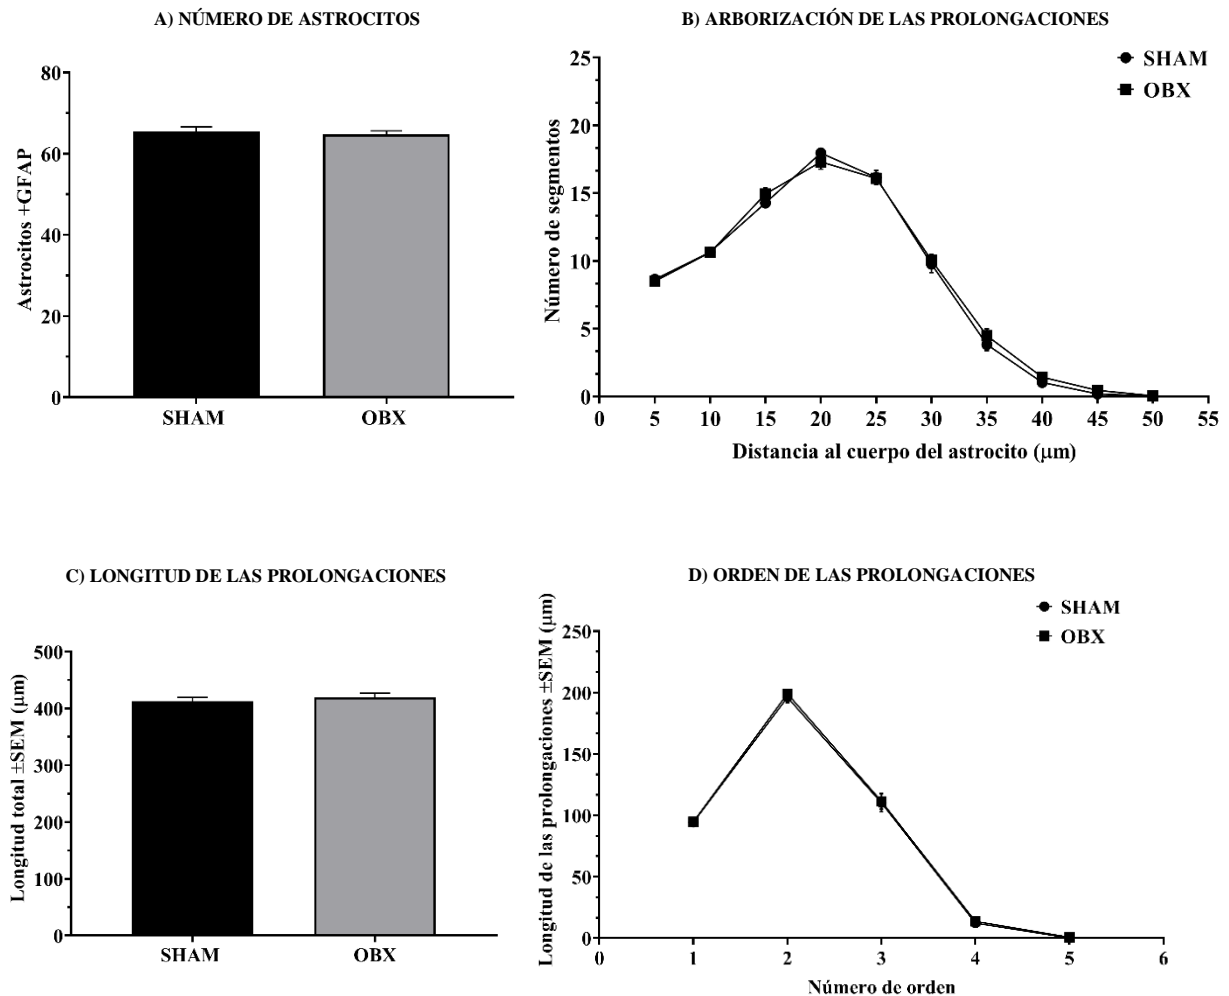 A) NÚMERO DE ASTROCITOS
80
60
40
20
0
Astrocitos +GFAP
SHAM
OBX
B) ARBORIZACIÓN DE LAS PROLONGACIONES
SHAM
OBX
25
20
15
10
5
0
Número de segmentos
0 5 10 15 20 25 30 35 40 45 50 55
Distancia al cuerpo del astrocito (μm)
C) LONGITUD DE LAS PROLONGACIONES
500
400
300
200
100
0
Longitud total ±SEM (μm)
SHAM
OBX
D) ORDEN DE LAS PROLONGACIONES
SHAM
OBX
250
200
150
100
50
0
Longitud de las prolongaciones ±SEM (μm)
0 1 2 3 4 5 6
Número de orden